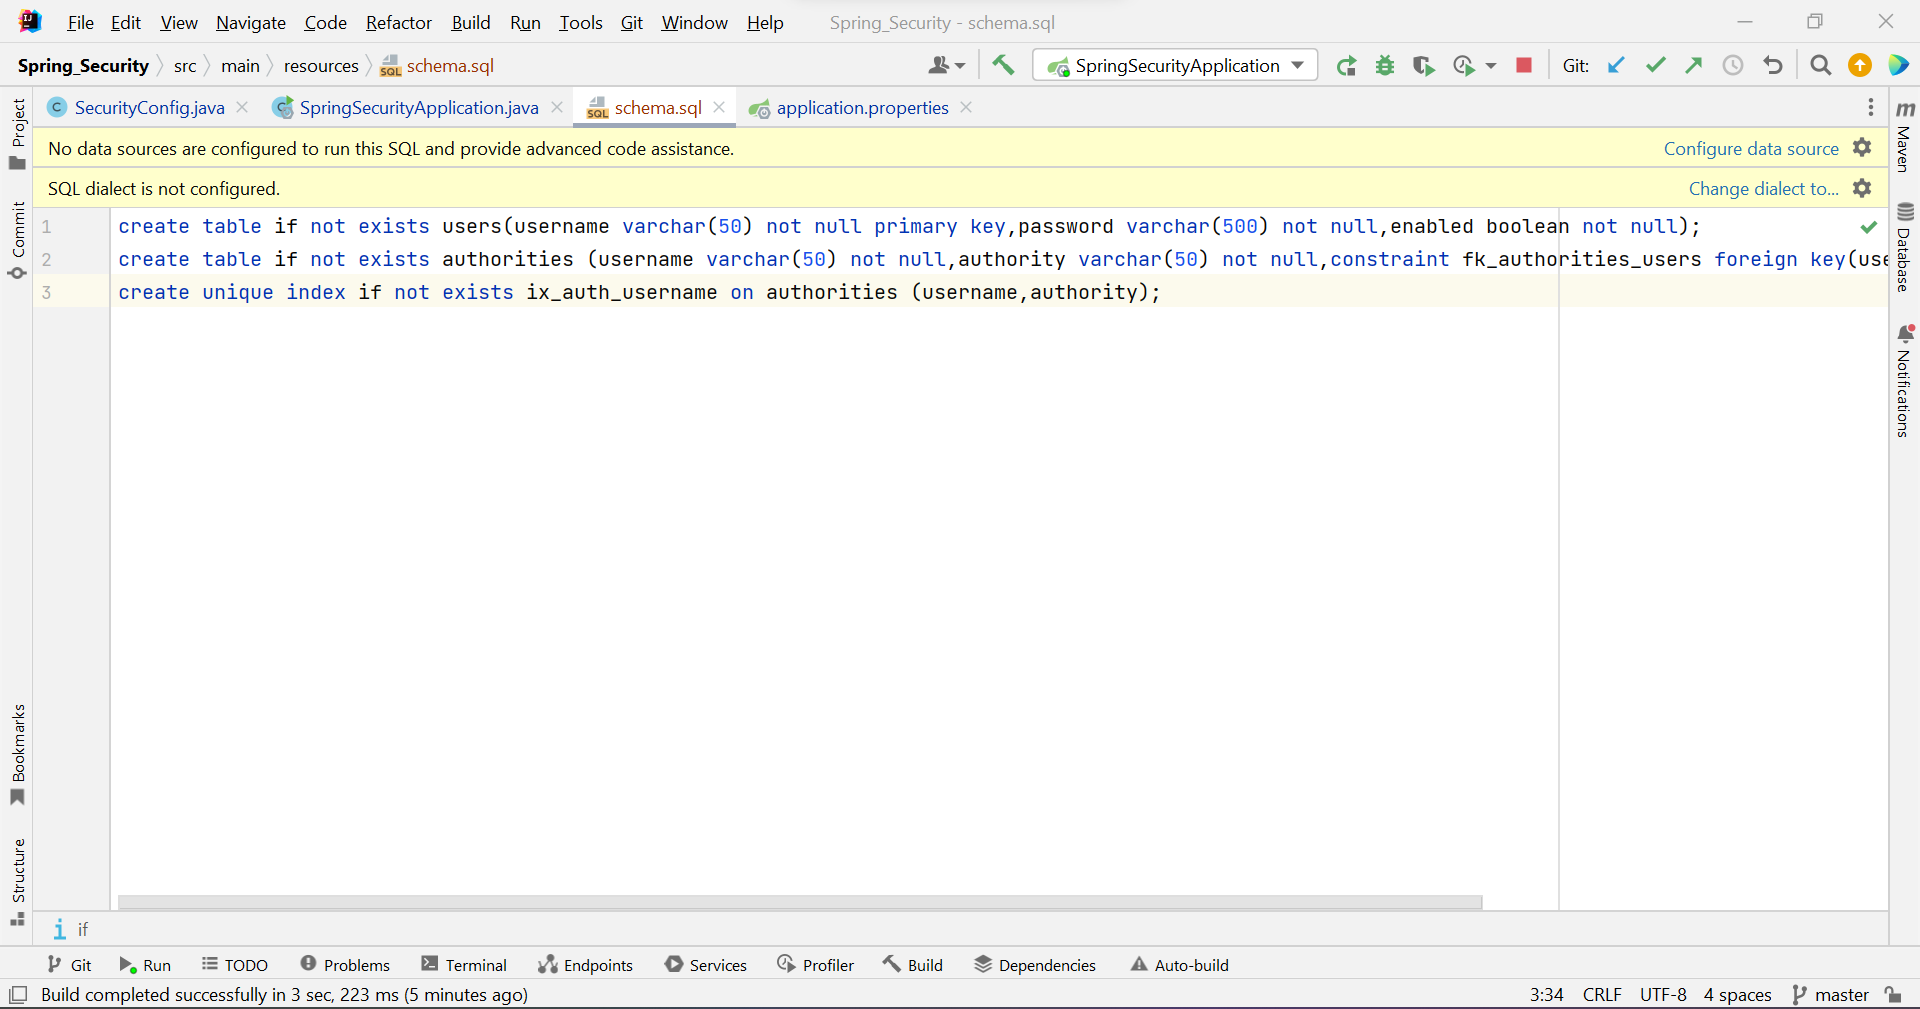 File Edit View Navigate Code Refactor Build Run Tools Git Window Help Spring_Security - schema.sql
Spring_Security src main resources schema.sql SpringSecurityApplication Git:
SecurityConfig.java SpringSecurityApplication.java schema.sql application.properties
No data sources are configured to run this SQL and provide advanced code assistance. Configure data source
SQL dialect is not configured. Change dialect to...
1 create table if not exists users(username varchar(50) not null primary key,password varchar(500) not null,enabled boolean not null);
2 create table if not exists authorities (username varchar(50) not null,authority varchar(50) not null,constraint fk_authorities_users foreign key(use
3 create unique index if not exists ix_auth_username on authorities (username,authority);
Project
Commit
Bookmarks
Structure
Maven
Database
Notifications
if
Git Run TODO Problems Terminal Endpoints Services Profiler Build Dependencies Auto-build
Build completed successfully in 3 sec, 223 ms (5 minutes ago) 3:34 CRLF UTF-8 4 spaces master